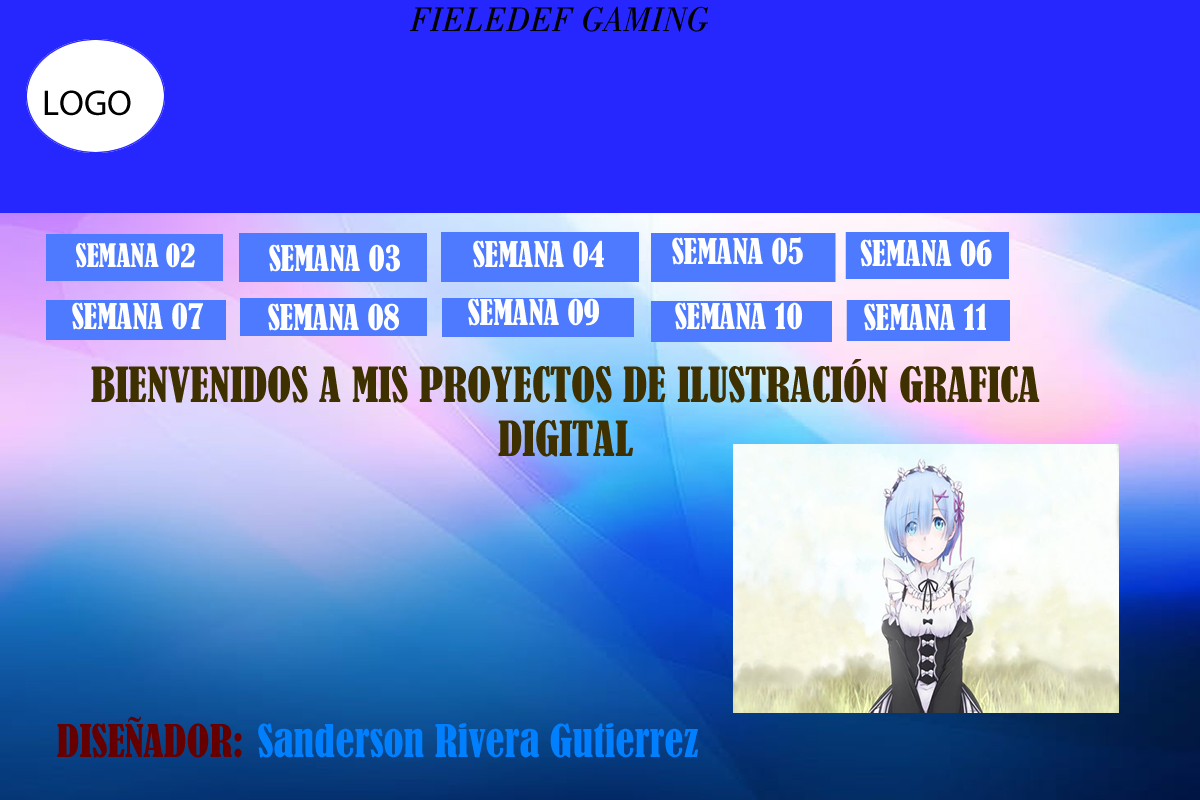 FIELEDEF GAMING
LOGO
SEMANA 02
SEMANA 03
SEMANA 04
SEMANA 05
SEMANA 06
SEMANA 07
SEMANA 08
SEMANA 09
SEMANA 10
SEMANA 11
BIENVENIDOS A MIS PROYECTOS DE ILUSTRACIÓN GRAFICA
DIGITAL
DISEÑADOR: Sanderson Rivera Gutierrez